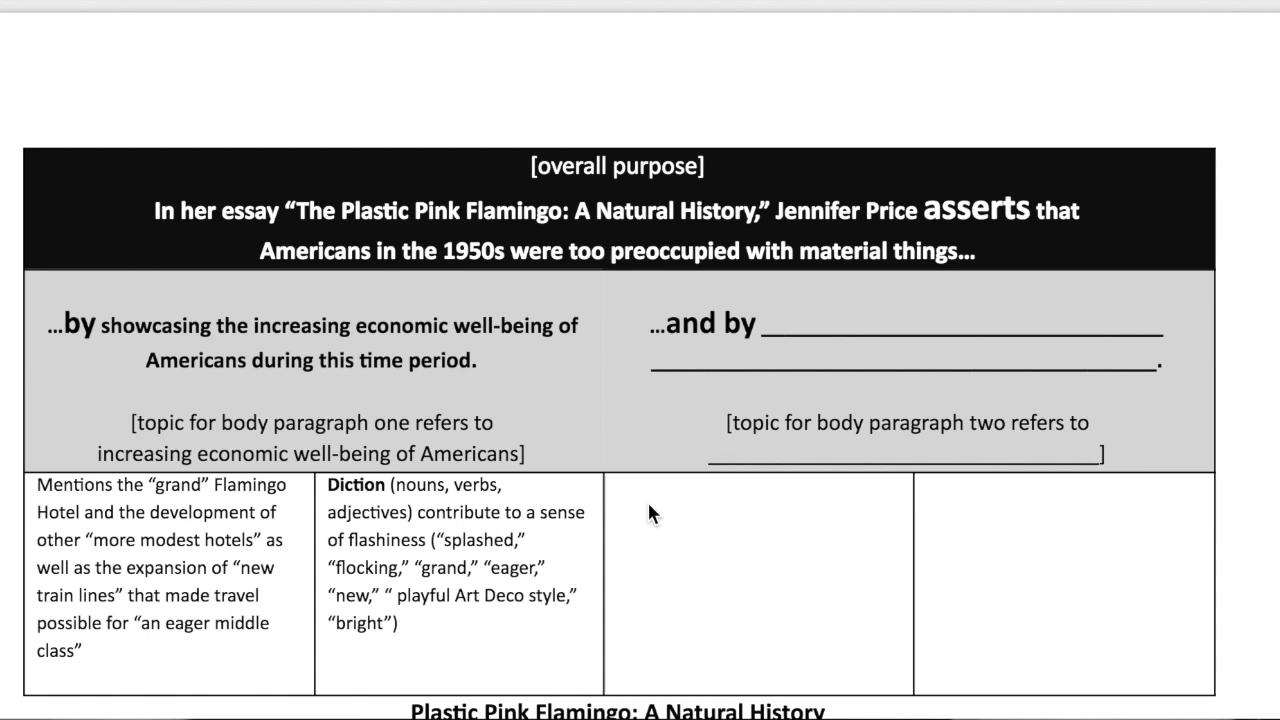 [overall purpose]
In her essay “The Plastic Pink Flamingo: A Natural History,” Jennifer Price asserts that
Americans in the 1950s were too preoccupied with material things…
…by showcasing the increasing economic well-being of
Americans during this time period.
[topic for body paragraph one refers to
increasing economic well-being of Americans]
…and by ____________________
____________________.
[topic for body paragraph two refers to
____________________]
Mentions the “grand” Flamingo
Hotel and the development of
other “more modest hotels” as
well as the expansion of “new
train lines” that made travel
possible for “an eager middle
class”
Diction (nouns, verbs,
adjectives) contribute to a sense
of flashiness (“splashed,”
“flocking,” “grand,” “eager,”
“new,” “ playful Art Deco style,”
“bright”)
Plastic Pink Flamingo: A Natural History